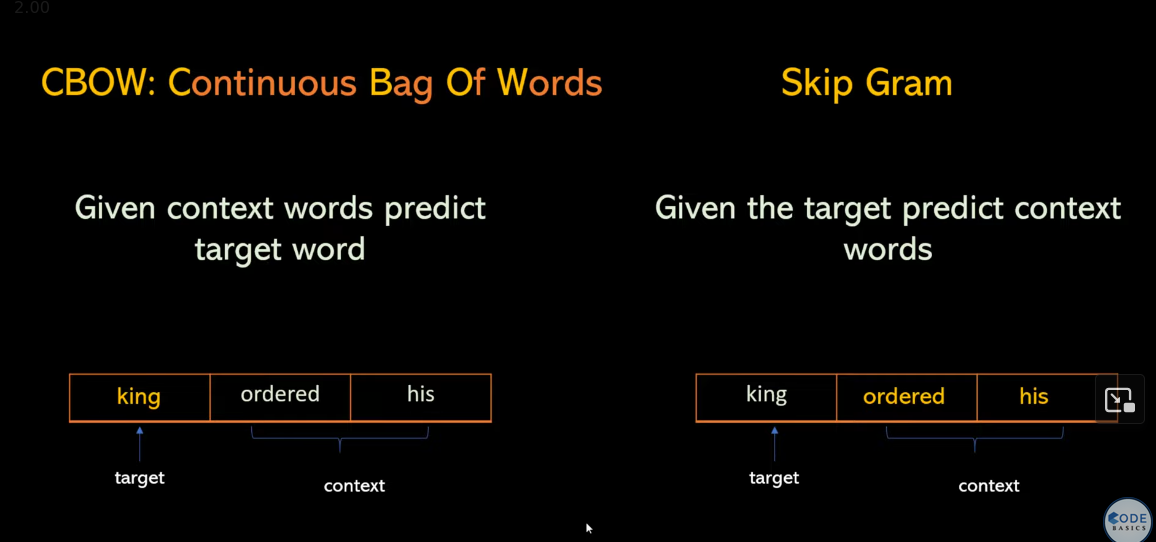 2.00
CBOW: Continuous Bag Of Words
Given context words predict
target word
king ordered his
target
context
Skip Gram
Given the target predict context
words
king ordered his
target
context
CODE
BASICS